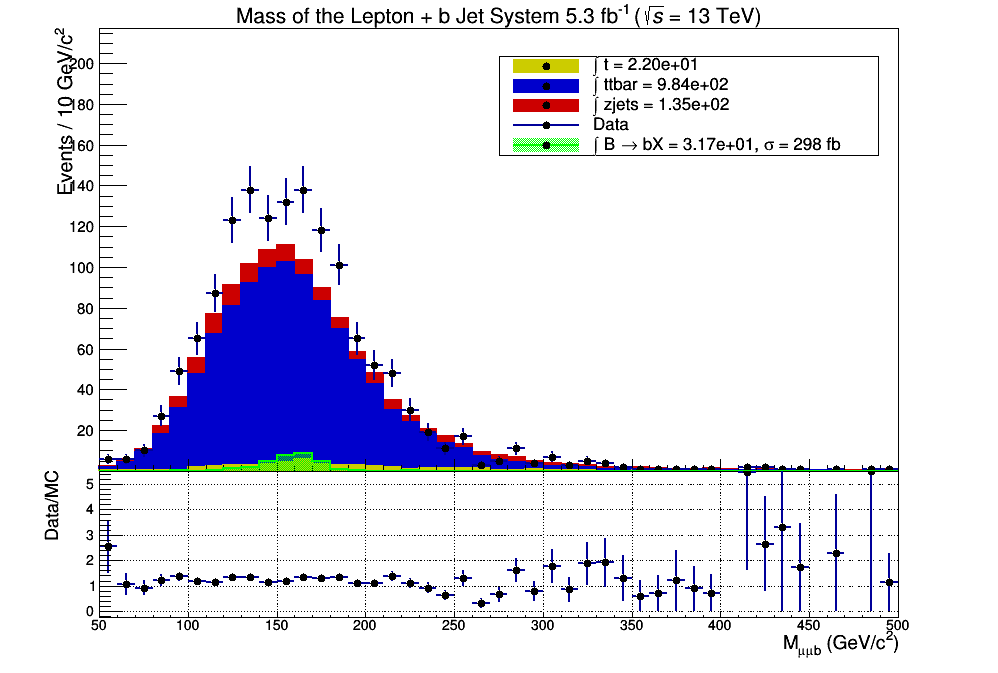 Mass of the Lepton + b Jet System 5.3 fb⁻¹ (√s = 13 TeV)
Events / 10 GeV/c²
200
180
160
140
120
100
80
60
40
20
∫ t = 2.20e+01
∫ ttbar = 9.84e+02
∫ zjets = 1.35e+02
Data
∫ B → bX = 3.17e+01, σ = 298 fb
Data/MC
5
4
3
2
1
0
50 100 150 200 250 300 350 400 450 500
M_μμb (GeV/c²)